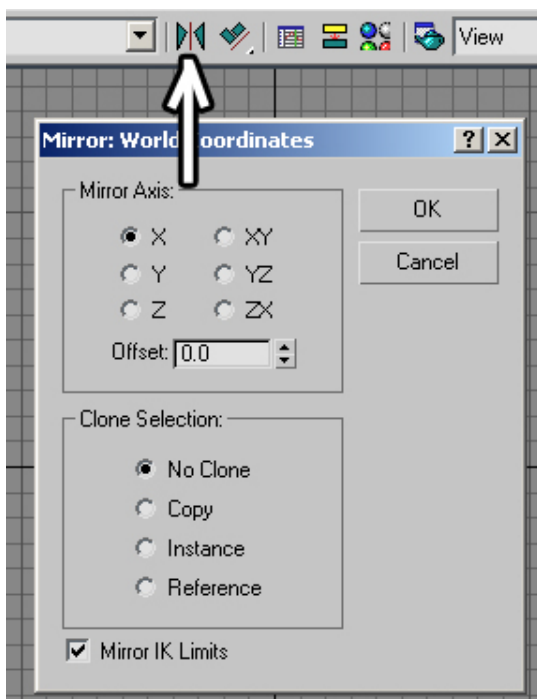 View
Mirror: World Coordinates
Mirror Axis:
OK
X
XY
Cancel
Y
YZ
Z
ZX
Offset: 0.0
Clone Selection:
No Clone
Copy
Instance
Reference
Mirror IK Limits